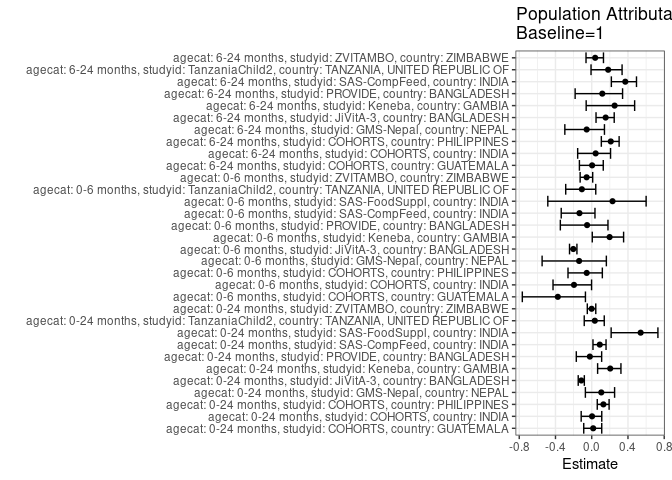 Population Attributa
Baseline=1
agecat: 6-24 months, studyid: ZVITAMBO, country: ZIMBABWE
agecat: 6-24 months, studyid: TanzaniaChild2, country: TANZANIA, UNITED REPUBLIC OF
agecat: 6-24 months, studyid: SAS-CompFeed, country: INDIA
agecat: 6-24 months, studyid: PROVIDE, country: BANGLADESH
agecat: 6-24 months, studyid: Keneba, country: GAMBIA
agecat: 6-24 months, studyid: JiVitA-3, country: BANGLADESH
agecat: 6-24 months, studyid: GMS-Nepal, country: NEPAL
agecat: 6-24 months, studyid: COHORTS, country: PHILIPPINES
agecat: 6-24 months, studyid: COHORTS, country: INDIA
agecat: 6-24 months, studyid: COHORTS, country: GUATEMALA
agecat: 0-6 months, studyid: ZVITAMBO, country: ZIMBABWE
agecat: 0-6 months, studyid: TanzaniaChild2, country: TANZANIA, UNITED REPUBLIC OF
agecat: 0-6 months, studyid: SAS-FoodSuppl, country: INDIA
agecat: 0-6 months, studyid: SAS-CompFeed, country: INDIA
agecat: 0-6 months, studyid: PROVIDE, country: BANGLADESH
agecat: 0-6 months, studyid: Keneba, country: GAMBIA
agecat: 0-6 months, studyid: JiVitA-3, country: BANGLADESH
agecat: 0-6 months, studyid: GMS-Nepal, country: NEPAL
agecat: 0-6 months, studyid: COHORTS, country: PHILIPPINES
agecat: 0-6 months, studyid: COHORTS, country: INDIA
agecat: 0-6 months, studyid: COHORTS, country: GUATEMALA
agecat: 0-24 months, studyid: ZVITAMBO, country: ZIMBABWE
agecat: 0-24 months, studyid: TanzaniaChild2, country: TANZANIA, UNITED REPUBLIC OF
agecat: 0-24 months, studyid: SAS-FoodSuppl, country: INDIA
agecat: 0-24 months, studyid: SAS-CompFeed, country: INDIA
agecat: 0-24 months, studyid: PROVIDE, country: BANGLADESH
agecat: 0-24 months, studyid: Keneba, country: GAMBIA
agecat: 0-24 months, studyid: JiVitA-3, country: BANGLADESH
agecat: 0-24 months, studyid: GMS-Nepal, country: NEPAL
agecat: 0-24 months, studyid: COHORTS, country: PHILIPPINES
agecat: 0-24 months, studyid: COHORTS, country: INDIA
agecat: 0-24 months, studyid: COHORTS, country: GUATEMALA
-0.8 -0.4 0.0 0.4 0.8
Estimate